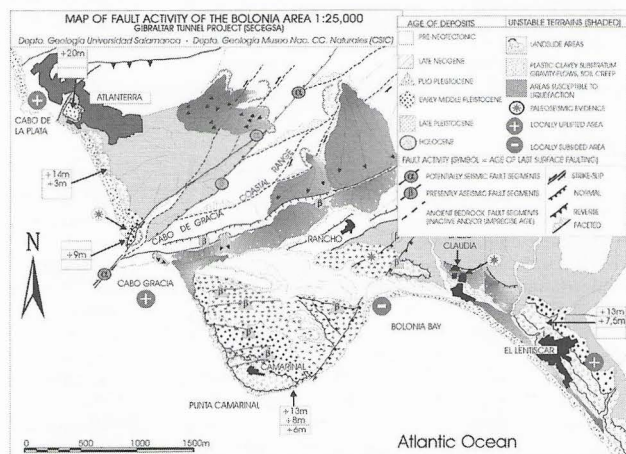 MAP OF FAULT ACTIVITY OF THE BOLONIA AREA 1:25,000
GIBRALTAR TUNNEL PROJECT (SECEGSA)
Depto. Geología Universidad Salamanca - Depto. Geología Museo Nac. CC. Naturales (CSIC)
+20m
ATLANTERRA
CABO DE
LA PLATA
+14m
+3m
+9m
N
CABO DE GRACIA
COASTAL RANGE
CABO GRACIA
RANCHO
CLAUDIA
BOLONIA BAY
CAMARINAL
PUNTA CAMARINAL
+13m
+8m
+6m
EL LENTISCAR
+13m
+7,5m
Atlantic Ocean
0 500 1000 1500m
AGE OF DEPOSITS
PRE NEOTECTONIC
LATE NEOGENE
PLIO PLEISTOCENE
EARLY-MIDDLE PLEISTOCENE
LATE PLEISTOCENE
HOLOCENE
UNSTABLE TERRAINS (SHADED)
LANDSLIDE AREAS
PLASTIC CLAYEY SUBSTRATUM
GRAVITY FLOWS, SOIL CREEP
AREAS SUSCEPTIBLE TO
LIQUEFACTION
PALEOSEISMIC EVIDENCE
LOCALLY UPLIFTED AREA
LOCALLY SUBSIDED AREA
FAULT ACTIVITY (SYMBOL = AGE OF LAST SURFACE FAULTING)
α POTENTIALLY SEISMIC FAULT SEGMENTS
β PRESENTLY ASEISMIC FAULT SEGMENTS
ANCIENT BEDROCK FAULT SEGMENTS
(INACTIVE AND/OR UMPRECISE AGE)
STRIKE-SLIP
NORMAL
REVERSE
FACETED